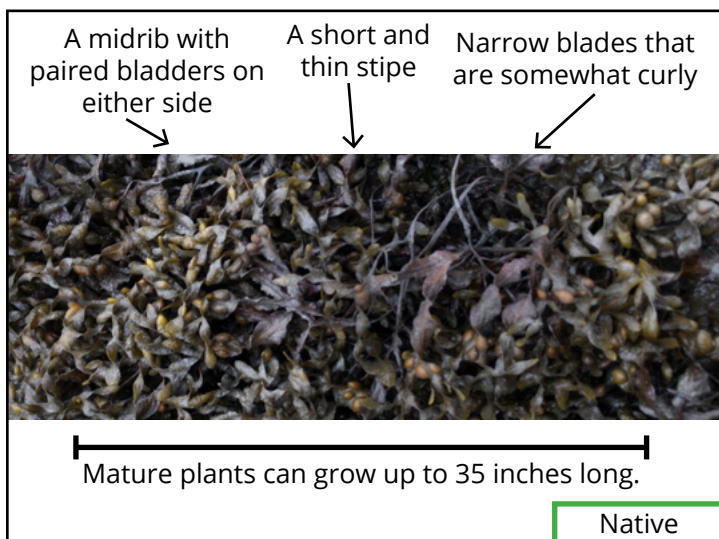 A midrib with
paired bladders on
either side
A short and
thin stipe
Narrow blades that
are somewhat curly
Mature plants can grow up to 35 inches long.
Native